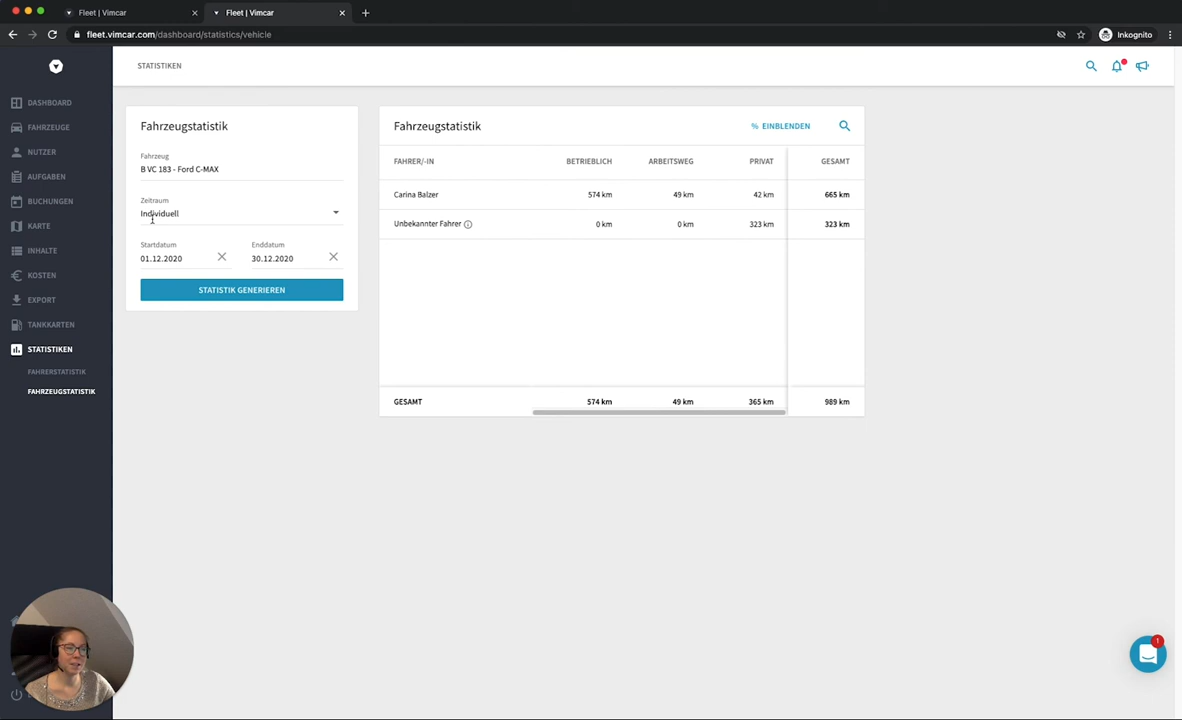 Fleet | Vimcar
Fleet | Vimcar
fleet.vimcar.com/dashboard/statistics/vehicle
Inkognito
STATISTIKEN
DASHBOARD
FAHRZEUGE
NUTZER
AUFGABEN
BUCHUNGEN
KARTE
INHALTE
KOSTEN
EXPORT
TANKKARTEN
STATISTIKEN
FAHRERSTATISTIK
FAHRZEUGSTATISTIK
Fahrzeugstatistik
Fahrzeug
B VC 183 - Ford C-MAX
Zeitraum
Individuell
Startdatum Enddatum
01.12.2020 30.12.2020
STATISTIK GENERIEREN
Fahrzeugstatistik % EINBLENDEN
FAHRER/-IN BETRIEBLICH ARBEITSWEG PRIVAT GESAMT
Carina Balzer 574 km 49 km 42 km 665 km
Unbekannter Fahrer 0 km 0 km 323 km 323 km
GESAMT 574 km 49 km 365 km 989 km
1